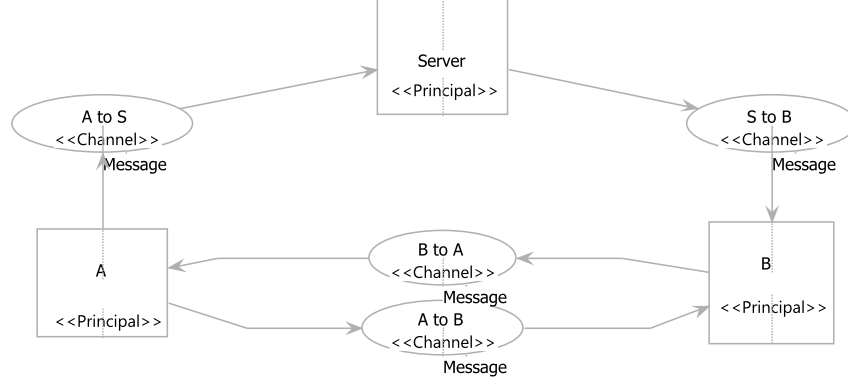 Server
<<Principal>>
A to S
<<Channel>>
Message
S to B
<<Channel>>
Message
A
<<Principal>>
B to A
<<Channel>>
Message
A to B
<<Channel>>
Message
B
<<Principal>>